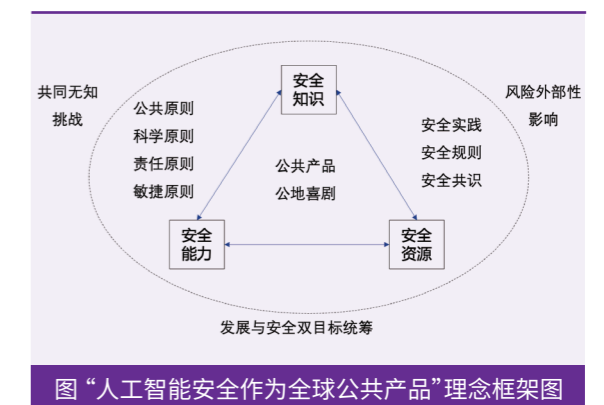 安全
知识
共同无知
挑战
风险外部性
影响
公共原则
科学原则
责任原则
敏捷原则
公共产品
公地喜剧
安全实践
安全规则
安全共识
安全
能力
安全
资源
发展与安全双目标统筹
图 “人工智能安全作为全球公共产品”理念框架图